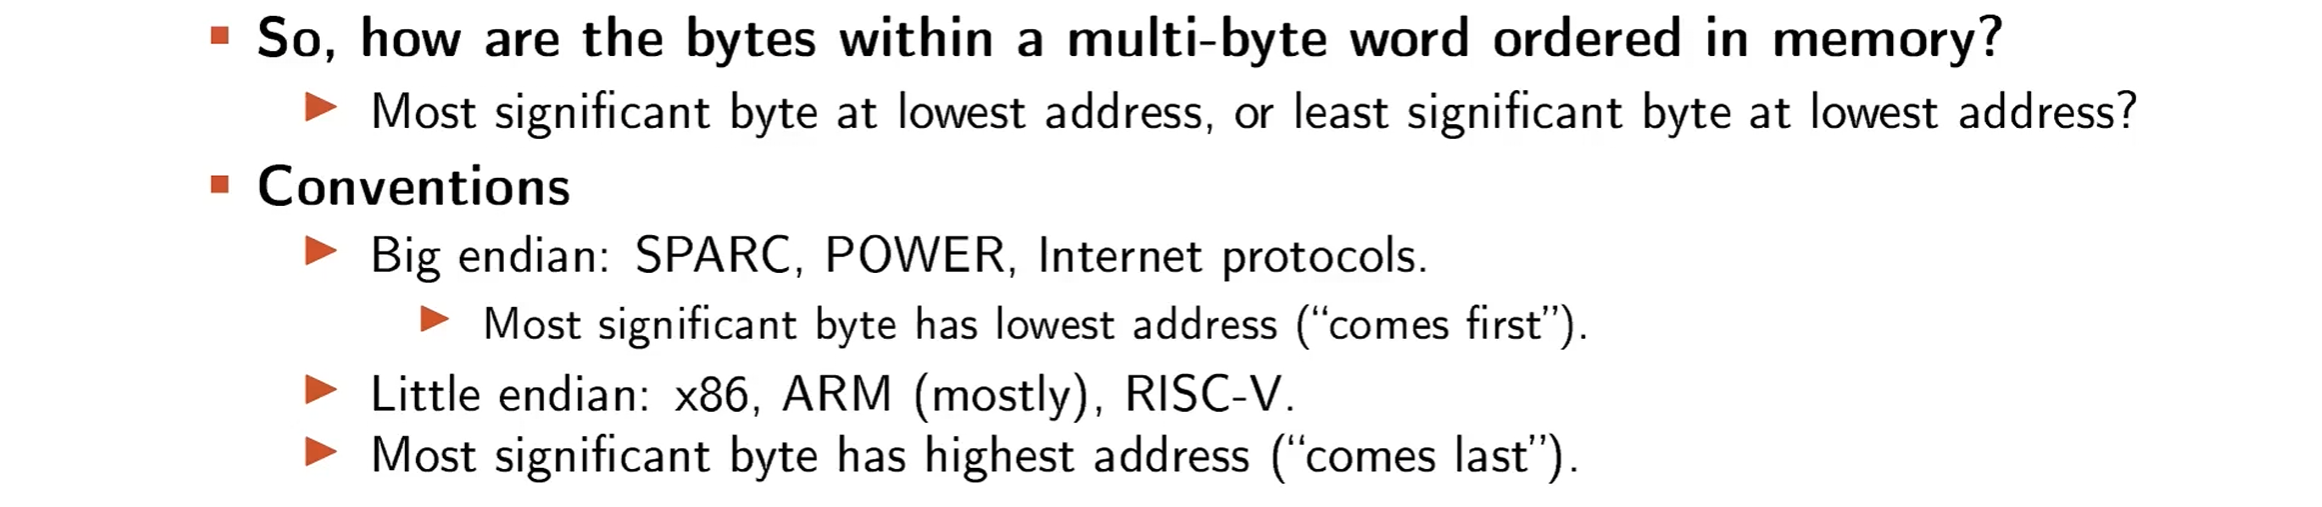 So, how are the bytes within a multi-byte word ordered in memory?
Most significant byte at lowest address, or least significant byte at lowest address?
Conventions
Big endian: SPARC, POWER, Internet protocols.
Most significant byte has lowest address (“comes first”).
Little endian: x86, ARM (mostly), RISC-V.
Most significant byte has highest address (“comes last”).